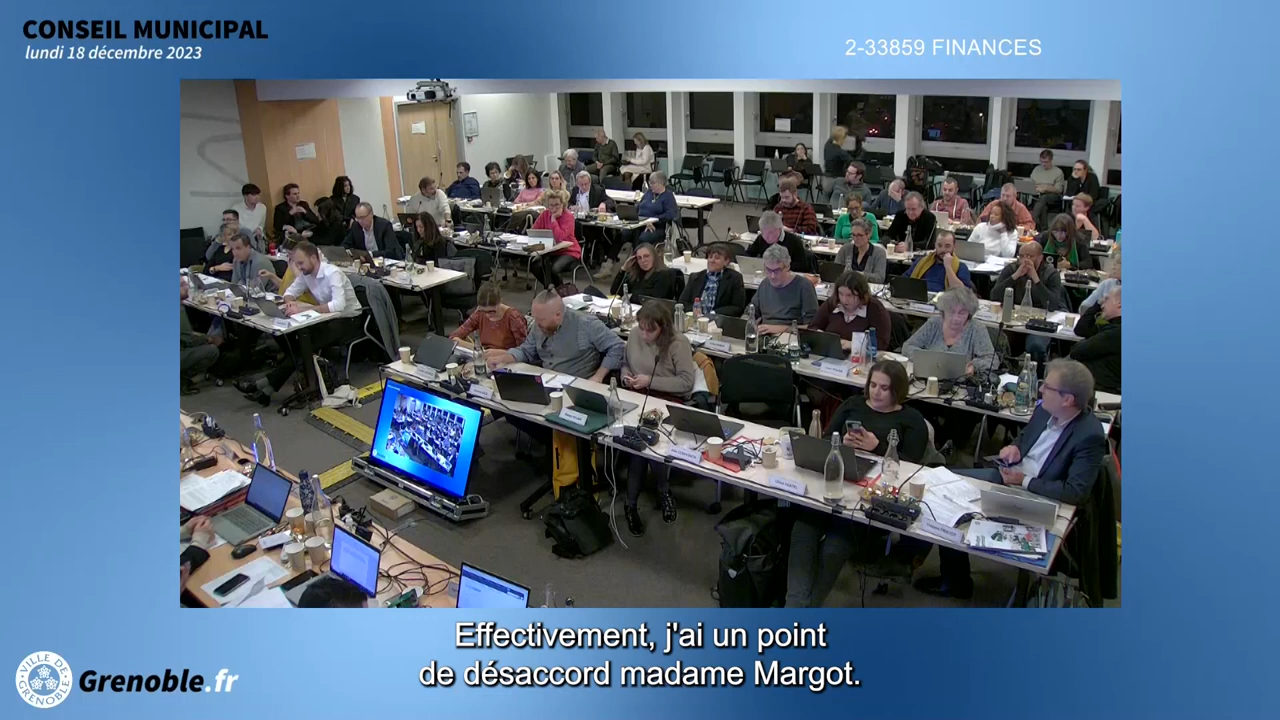 CONSEIL MUNICIPAL
lundi 18 décembre 2023
2-33859 FINANCES
Effectivement, j'ai un point
de désaccord madame Margot.
VILLE DE
GRENOBLE
Grenoble.fr